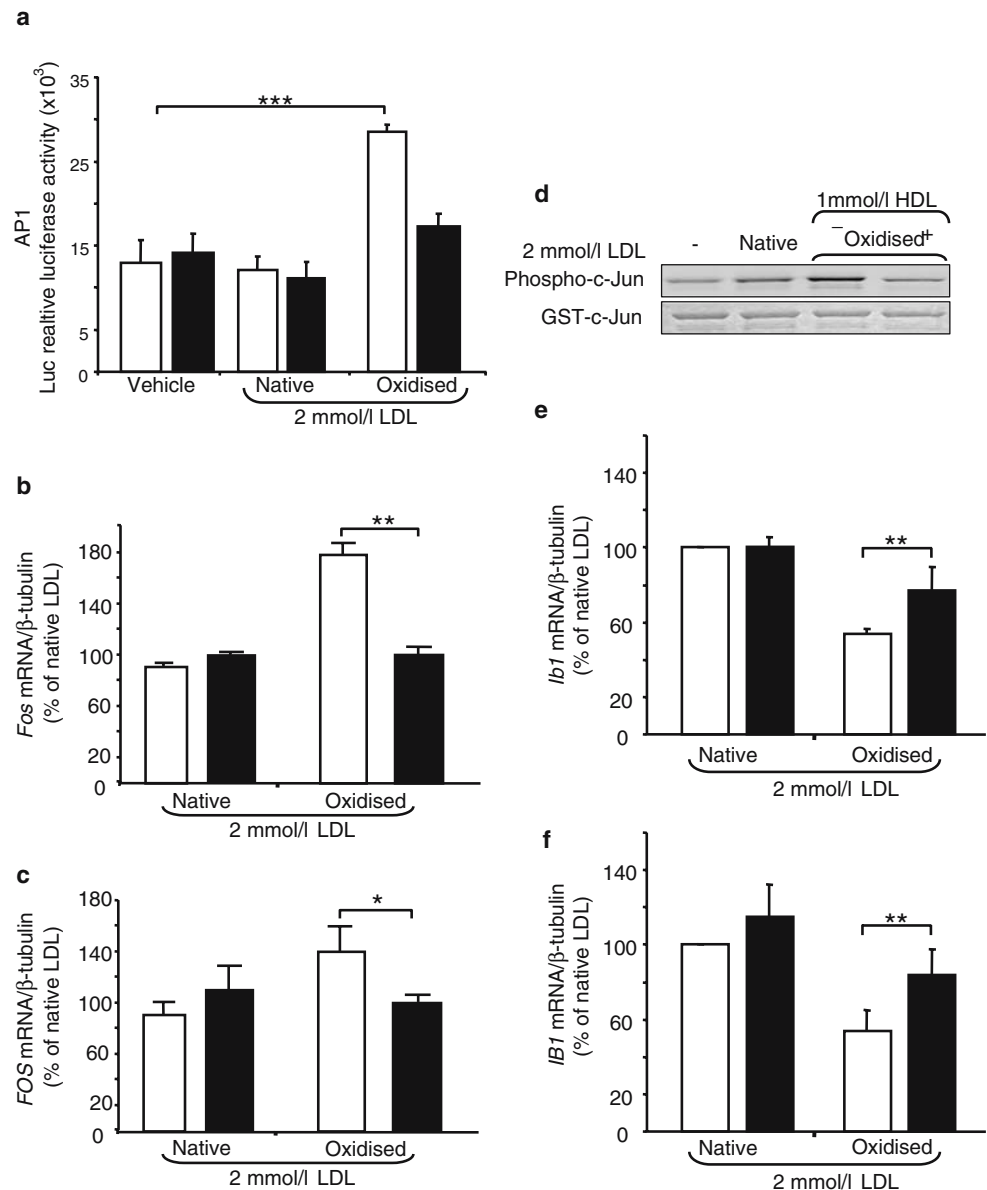 a
AP1
Luc realtive luciferase activity (x10³)
35
25
15
5
0
***
Vehicle
Native
Oxidised
2 mmol/l LDL
b
Fos mRNA/β-tubulin
(% of native LDL)
180
140
100
60
20
0
**
Native
Oxidised
2 mmol/l LDL
c
FOS mRNA/β-tubulin
(% of native LDL)
180
140
100
60
20
0
*
Native
Oxidised
2 mmol/l LDL
d
1mmol/l HDL
2 mmol/l LDL - Native – Oxidised +
Phospho-c-Jun
GST-c-Jun
e
Ib1 mRNA/β-tubulin
(% of native LDL)
140
100
60
20
0
**
Native
Oxidised
2 mmol/l LDL
f
IB1 mRNA/β-tubulin
(% of native LDL)
140
100
60
20
0
**
Native
Oxidised
2 mmol/l LDL